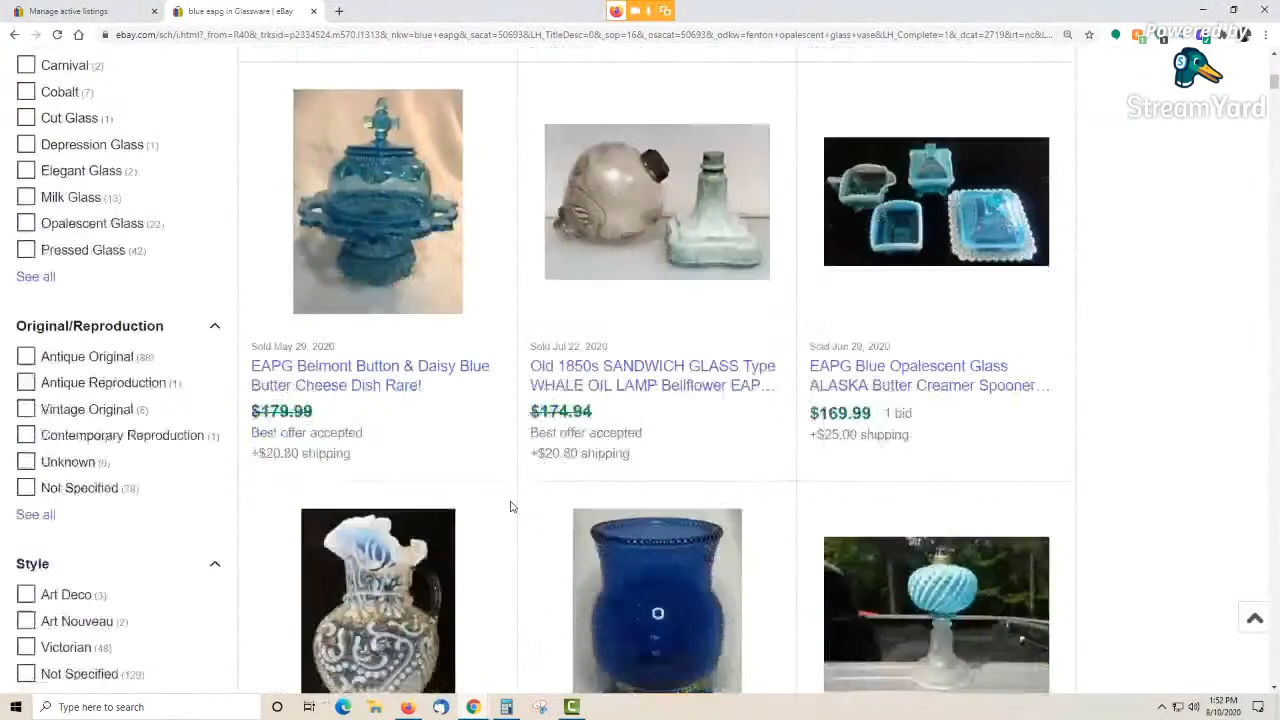 Manage active listings
blue eapg in Glassware | eBay
ebay.com/sch/i.html?_from=R40&_trksid=p2334524.m570.l1313&_nkw=blue+eapg&_sacat=50693&LH_TitleDesc=0&_sop=16&_osacat=50693&_odkw=fenton+opalescent+glass+vase&LH_Complete=1&_dcat=2719&rt=nc&L...
Powered by
StreamYard
Carnival (2)
Cobalt (7)
Cut Glass (1)
Depression Glass (1)
Elegant Glass (2)
Milk Glass (13)
Opalescent Glass (22)
Pressed Glass (42)
See all
Original/Reproduction
Antique Original (88)
Antique Reproduction (1)
Vintage Original (8)
Contemporary Reproduction (1)
Unknown (9)
Not Specified (78)
See all
Style
Art Deco (3)
Art Nouveau (2)
Victorian (48)
Not Specified (129)
Sold May 29, 2020
EAPG Belmont Button & Daisy Blue
Butter Cheese Dish Rare!
$179.99
Best offer accepted
+$20.80 shipping
Sold Jul 22, 2020
Old 1850s SANDWICH GLASS Type
WHALE OIL LAMP Bellflower EAP...
$174.94
Best offer accepted
+$20.80 shipping
Sold Jun 29, 2020
EAPG Blue Opalescent Glass
ALASKA Butter Creamer Spooner...
$169.99 1 bid
+$25.00 shipping
Type here to search
1:52 PM
8/10/2020